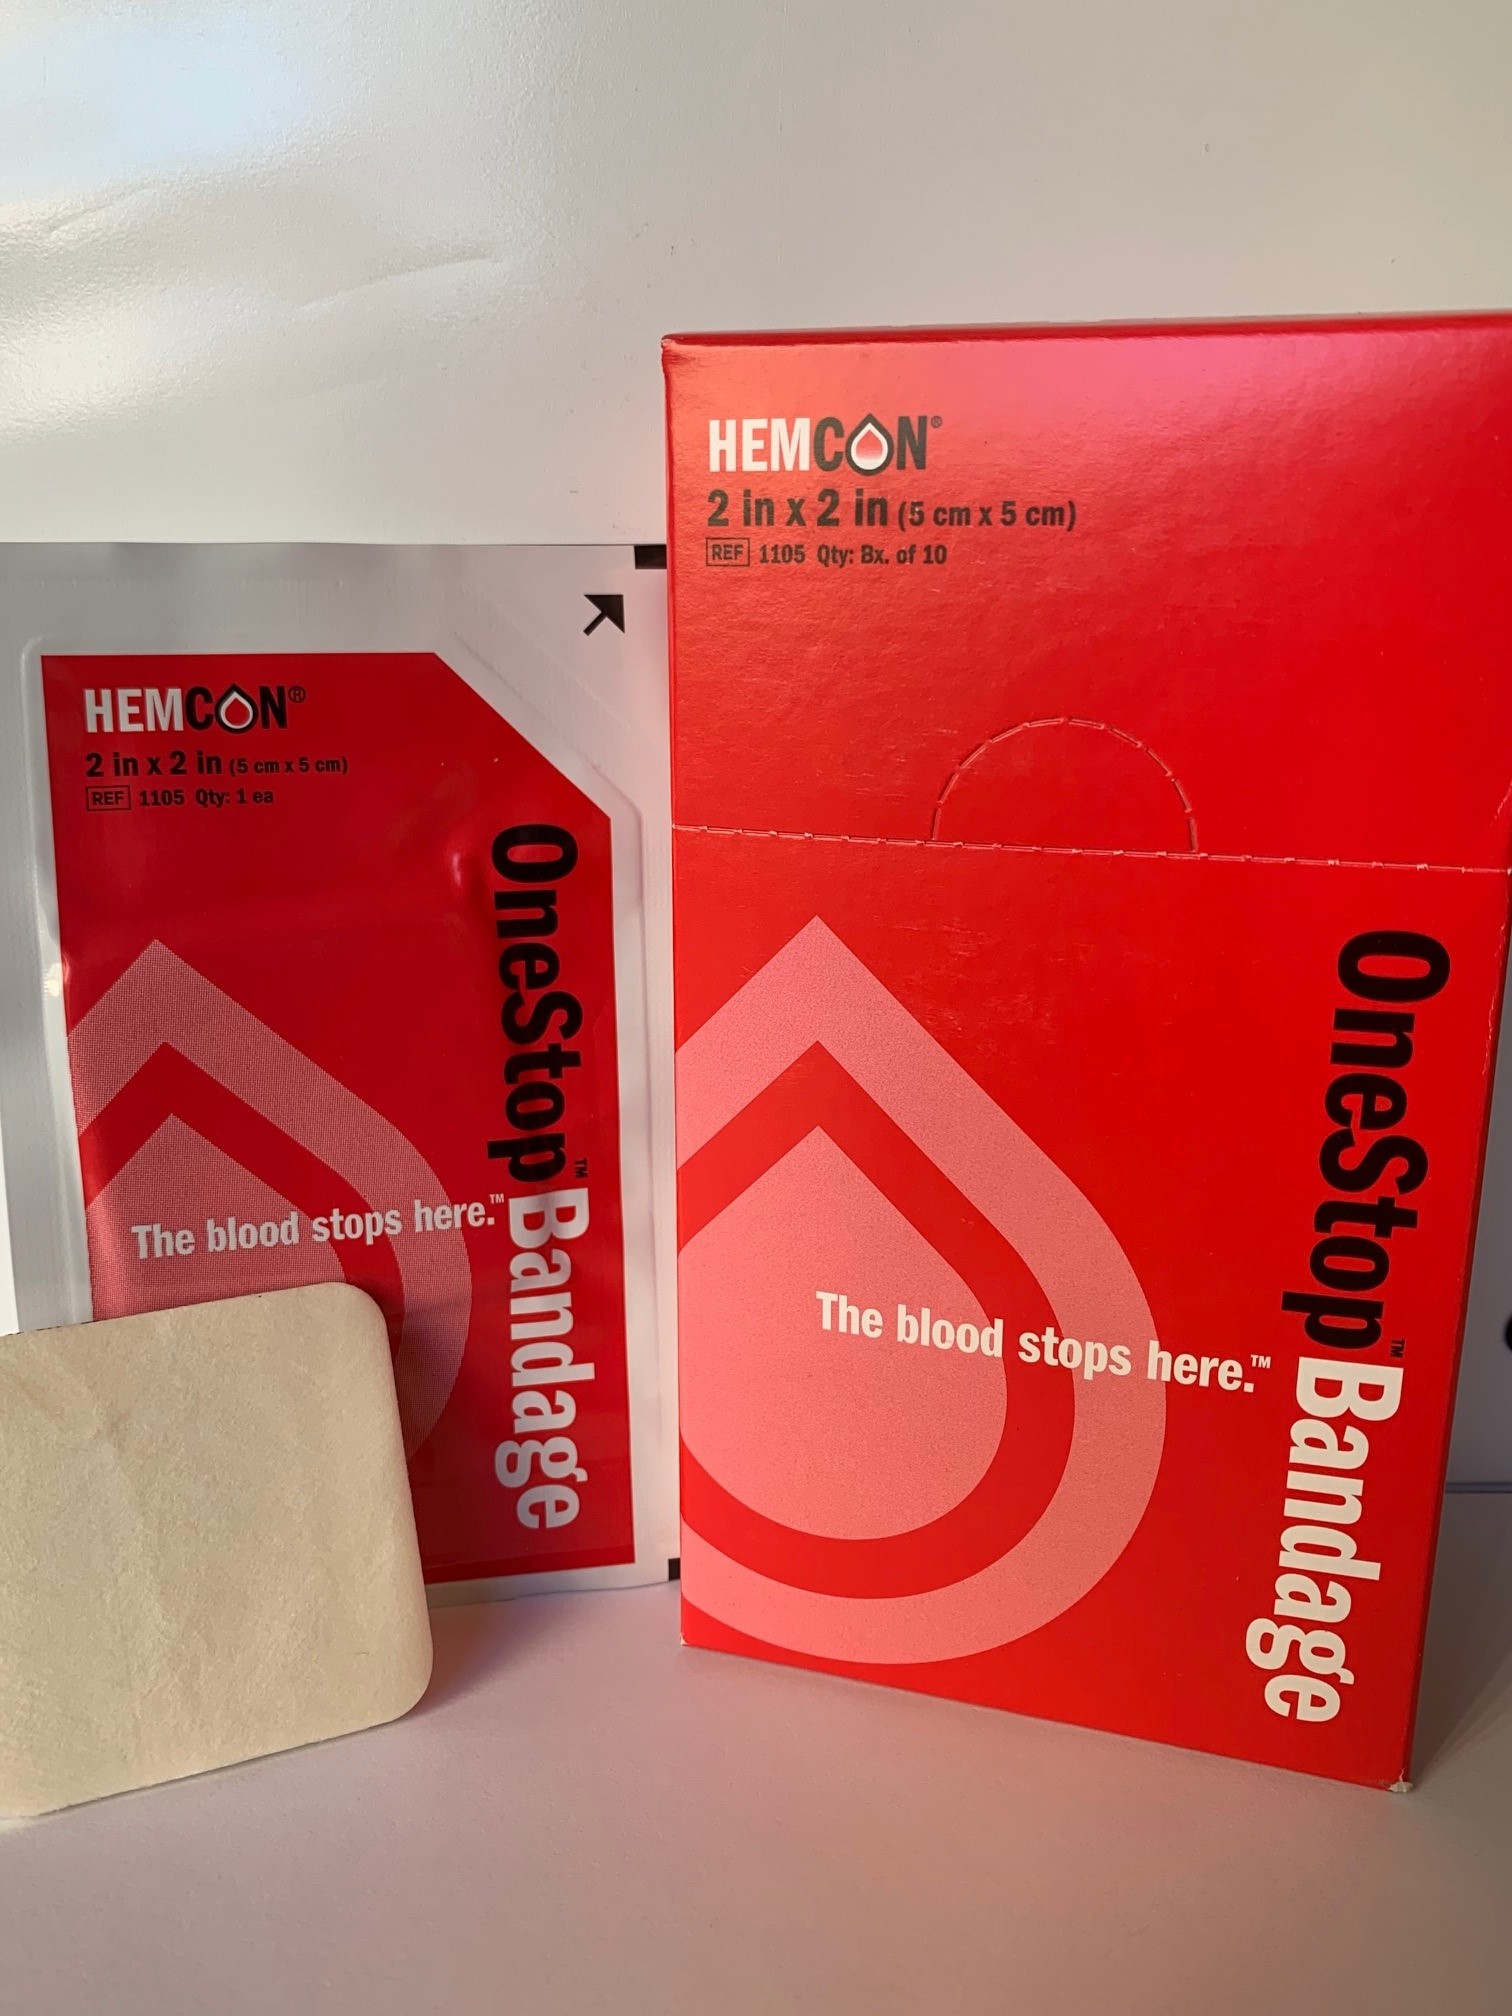 HEMCON®
2 in x 2 in (5 cm x 5 cm)
REF 1105 Qty: 1 ea
OneStop™ Bandage
The blood stops here.™
HEMCON®
2 in x 2 in (5 cm x 5 cm)
REF 1105 Qty: Bx. of 10
OneStop™ Bandage
The blood stops here.™